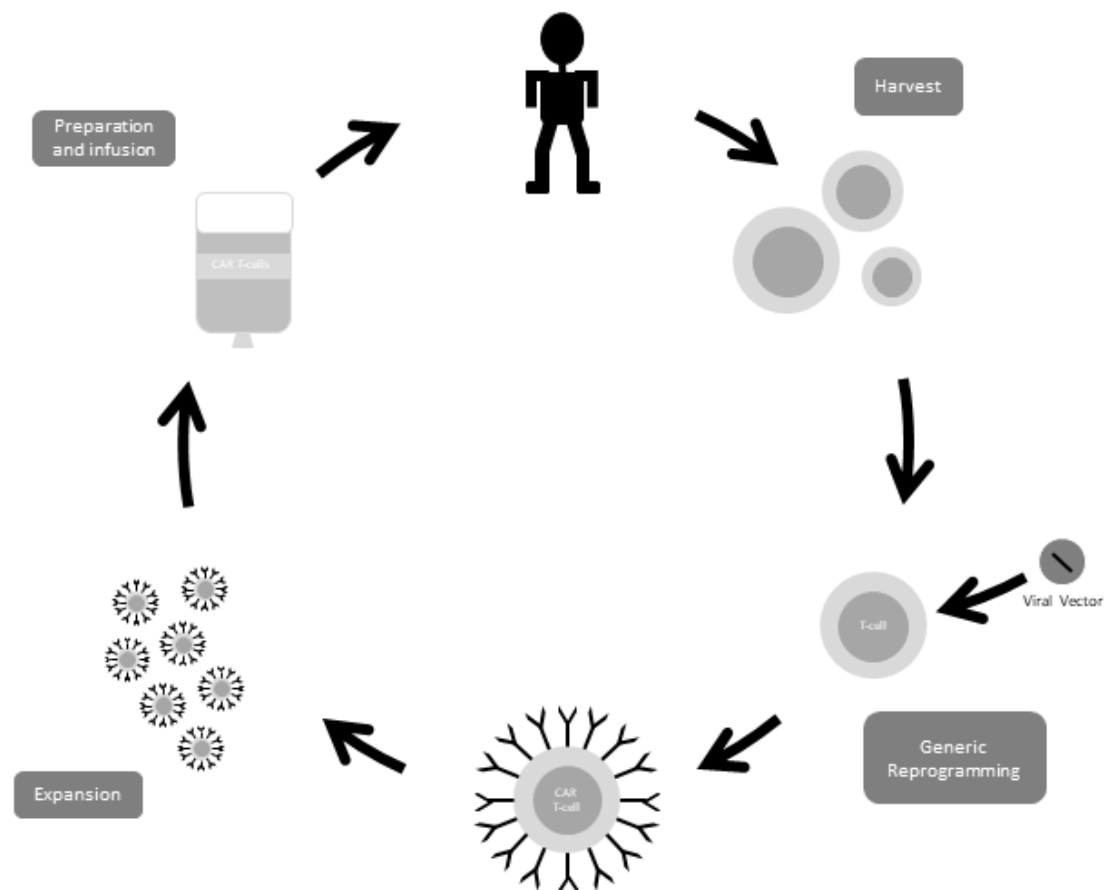 Harvest
Preparation
and infusion
CAR T-cells
Viral Vector
T-cell
Generic
Reprogramming
CAR
T-cell
Expansion